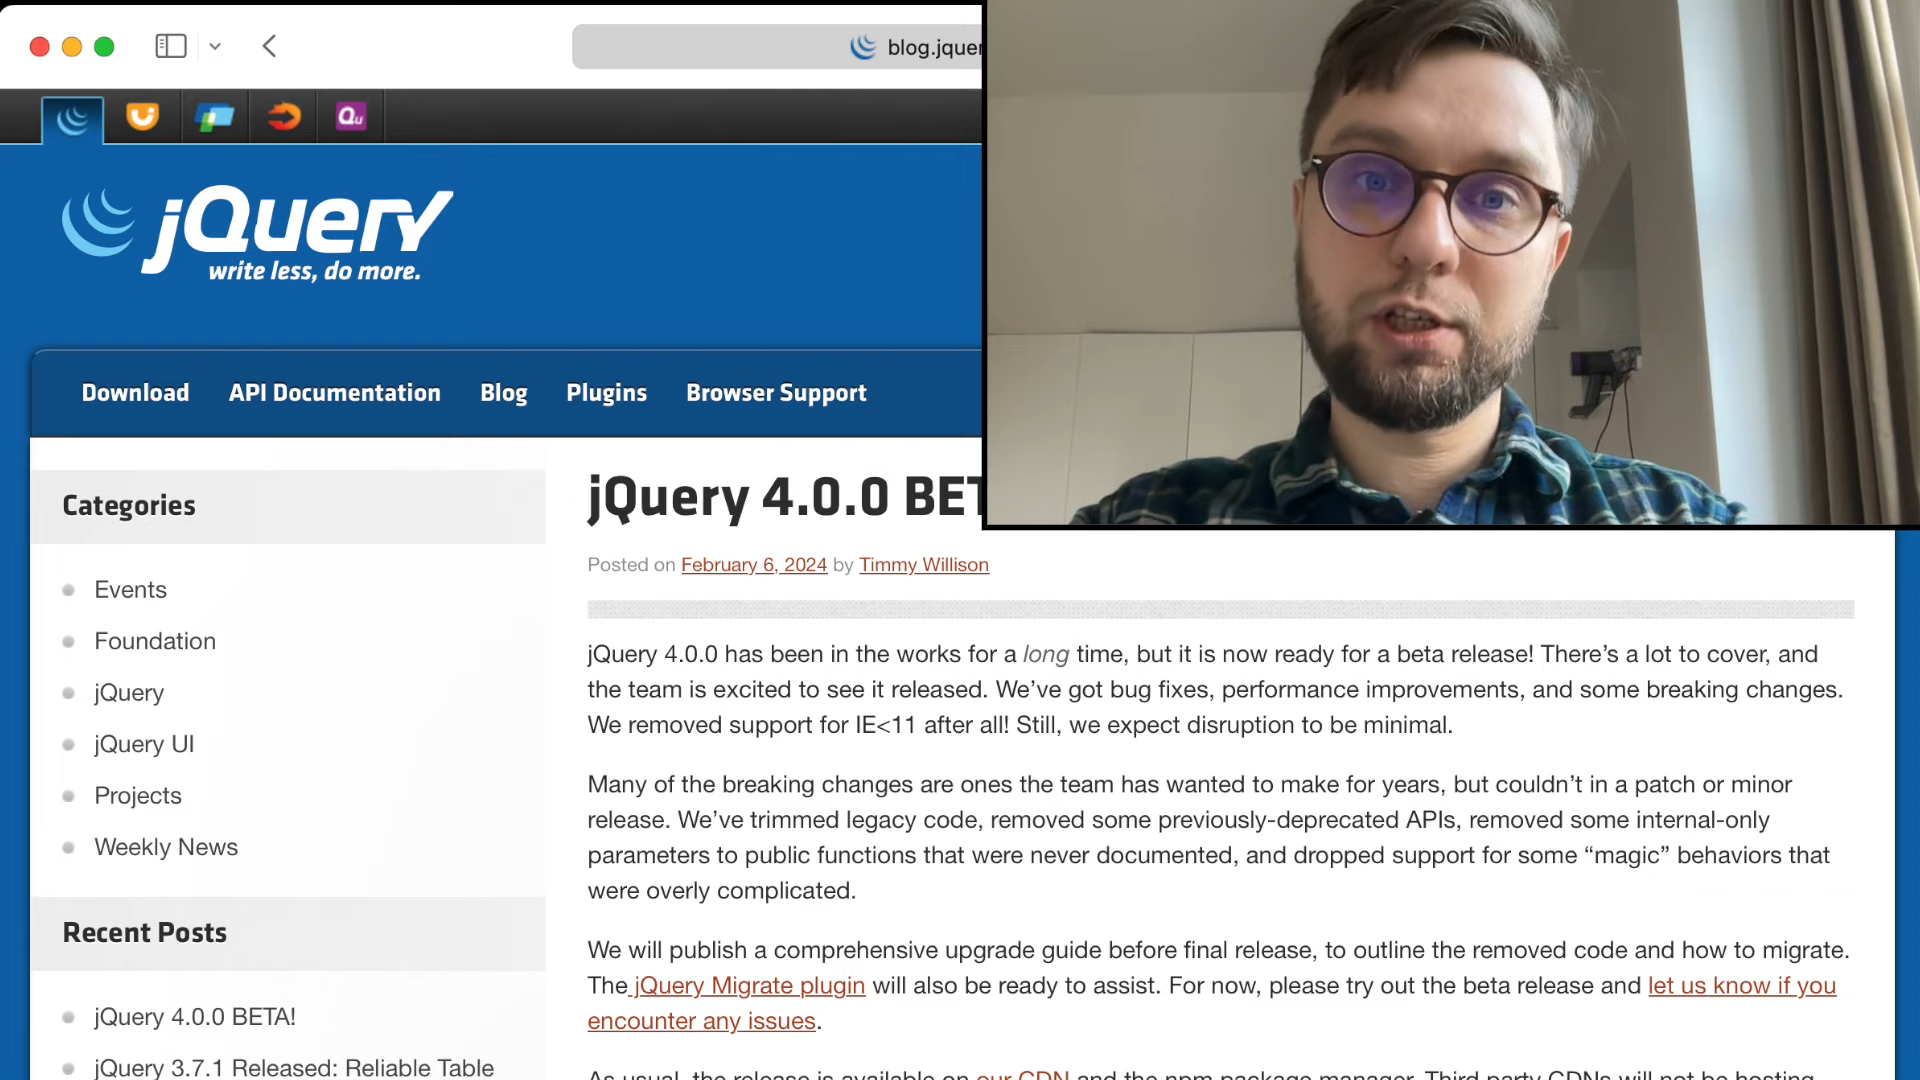 blog.jquer
Qu
jQuery
write less, do more.
Download API Documentation Blog Plugins Browser Support
Categories
Events
Foundation
jQuery
jQuery UI
Projects
Weekly News
Recent Posts
jQuery 4.0.0 BETA!
jQuery 3.7.1 Released: Reliable Table
jQuery 4.0.0 BET
Posted on February 6, 2024 by Timmy Willison
jQuery 4.0.0 has been in the works for a long time, but it is now ready for a beta release! There’s a lot to cover, and
the team is excited to see it released. We’ve got bug fixes, performance improvements, and some breaking changes.
We removed support for IE<11 after all! Still, we expect disruption to be minimal.
Many of the breaking changes are ones the team has wanted to make for years, but couldn’t in a patch or minor
release. We’ve trimmed legacy code, removed some previously-deprecated APIs, removed some internal-only
parameters to public functions that were never documented, and dropped support for some “magic” behaviors that
were overly complicated.
We will publish a comprehensive upgrade guide before final release, to outline the removed code and how to migrate.
The jQuery Migrate plugin will also be ready to assist. For now, please try out the beta release and let us know if you
encounter any issues.
As usual, the release is available on our CDN and the npm package manager. Third party CDNs will not be hosting